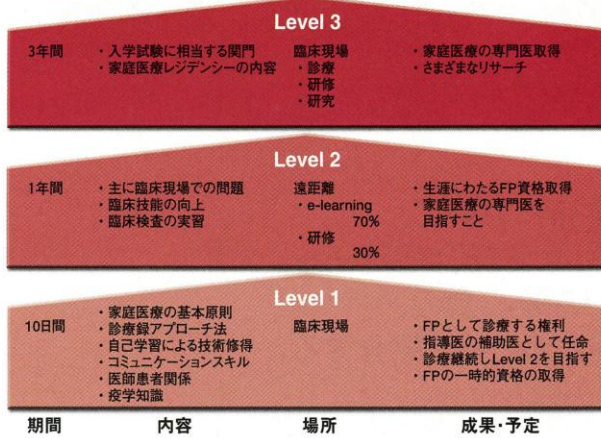 Level 3
3年間
・入学試験に相当する関門
・家庭医療レジデンシーの内容
臨床現場
・診療
・研修
・研究
・家庭医療の専門医取得
・さまざまなリサーチ
Level 2
1年間
・主に臨床現場での問題
・臨床技能の向上
・臨床検査の実習
遠距離
・e-learning
70%
・研修
30%
・生涯にわたるFP資格取得
・家庭医療の専門医を
目指すこと
Level 1
10日間
・家庭医療の基本原則
・診療録アプローチ法
・自己学習による技術修得
・コミュニケーションスキル
・医師患者関係
・疫学知識
臨床現場
・FPとして診療する権利
・指導医の補助医として任命
・診療継続しLevel 2を目指す
・FPの一時的資格の取得
期間
内容
場所
成果・予定